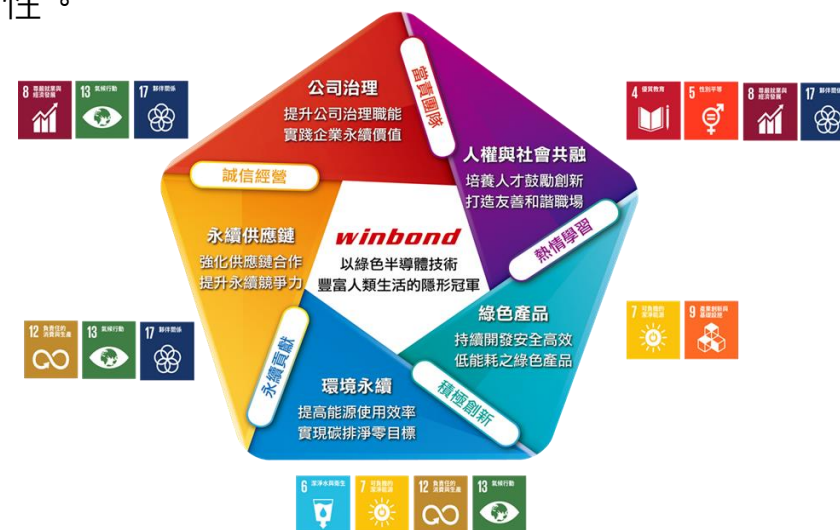 性。
8 尊嚴就業與
經濟發展
13 氣候行動
17 夥伴關係
公司治理
提升公司治理職能
實踐企業永續價值
當責團隊
4 優質教育
5 性別平等
8 尊嚴就業與
經濟發展
17 夥伴關係
人權與社會共融
培養人才鼓勵創新
打造友善和諧職場
誠信經營
熱情學習
永續供應鏈
強化供應鏈合作
提升永續競爭力
winbond
以綠色半導體技術
豐富人類生活的隱形冠軍
綠色產品
持續開發安全高效
低能耗之綠色產品
7 可負擔的
潔淨能源
9 產業創新與
基礎設施
12 負責任的
消費與生產
13 氣候行動
17 夥伴關係
永續貢獻
環境永續
提高能源使用效率
實現碳排淨零目標
積極創新
6 潔淨水與衛生
7 可負擔的
潔淨能源
12 負責任的
消費與生產
13 氣候行動